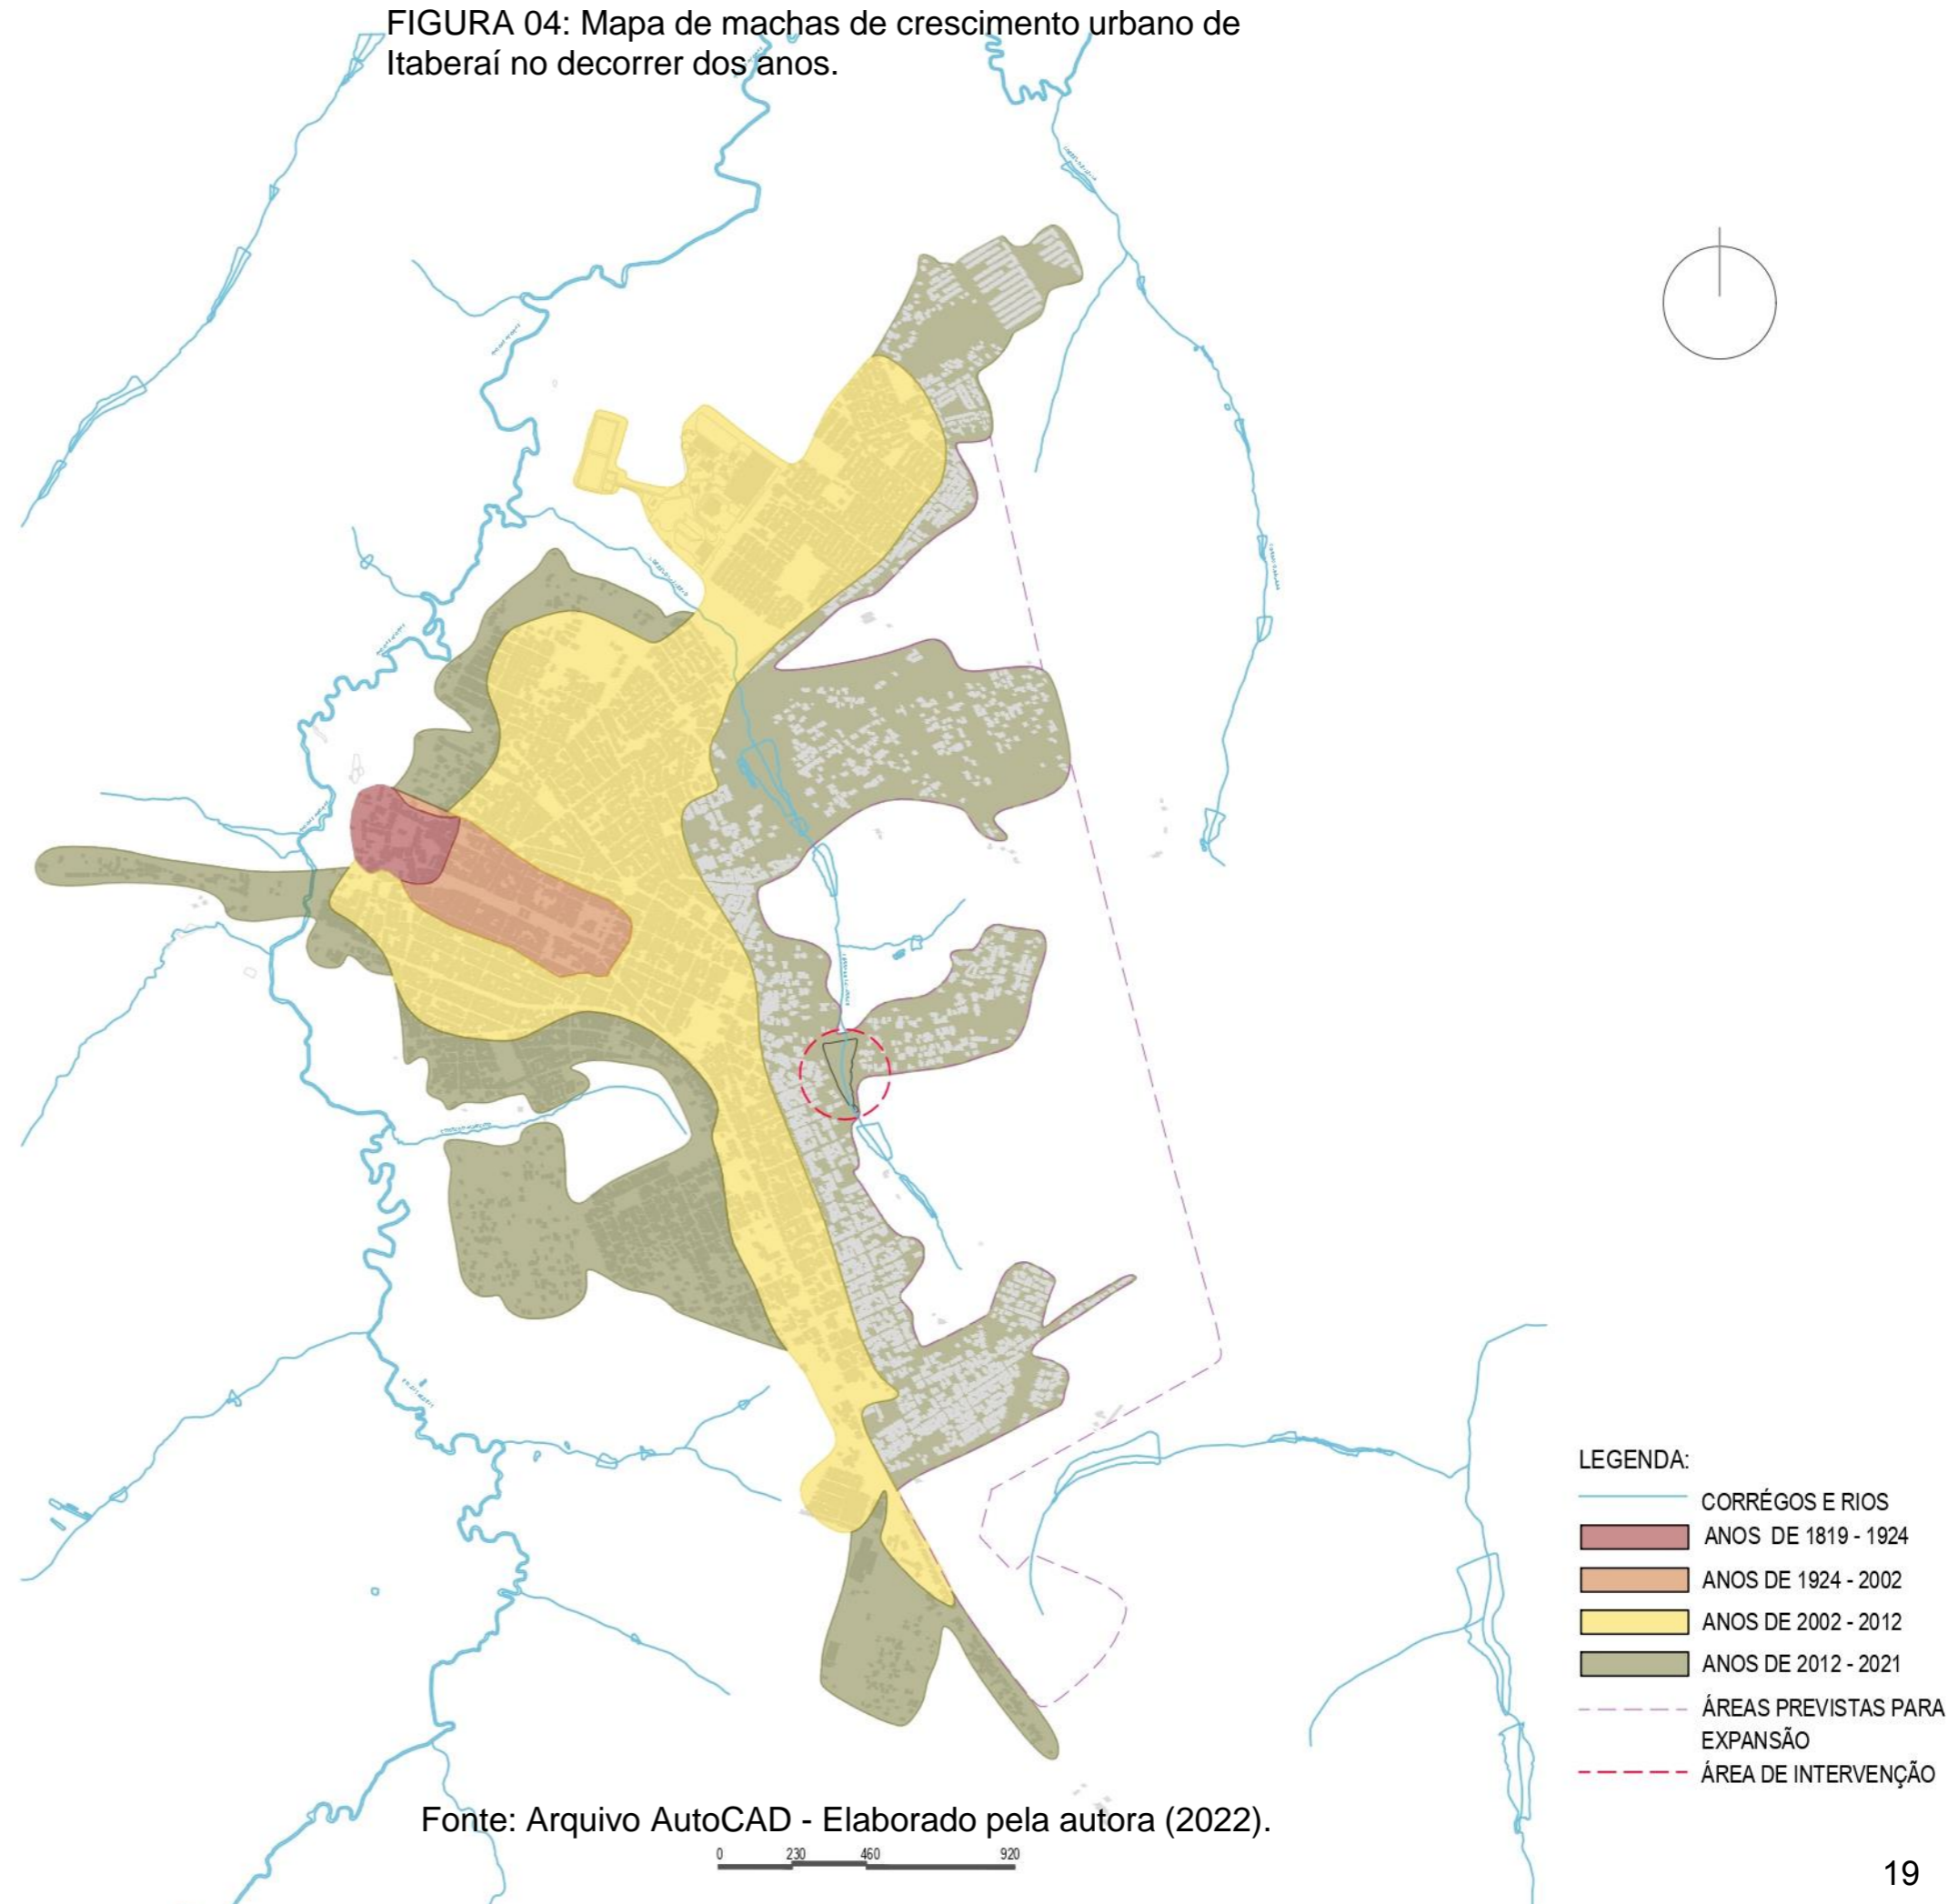 FIGURA 04: Mapa de machas de crescimento urbano de
Itaberaí no decorrer dos anos.
LEGENDA:
CORRÉGOS E RIOS
ANOS DE 1819 - 1924
ANOS DE 1924 - 2002
ANOS DE 2002 - 2012
ANOS DE 2012 - 2021
ÁREAS PREVISTAS PARA
EXPANSÃO
ÁREA DE INTERVENÇÃO
Fonte: Arquivo AutoCAD - Elaborado pela autora (2022).
0 230 460 920
19